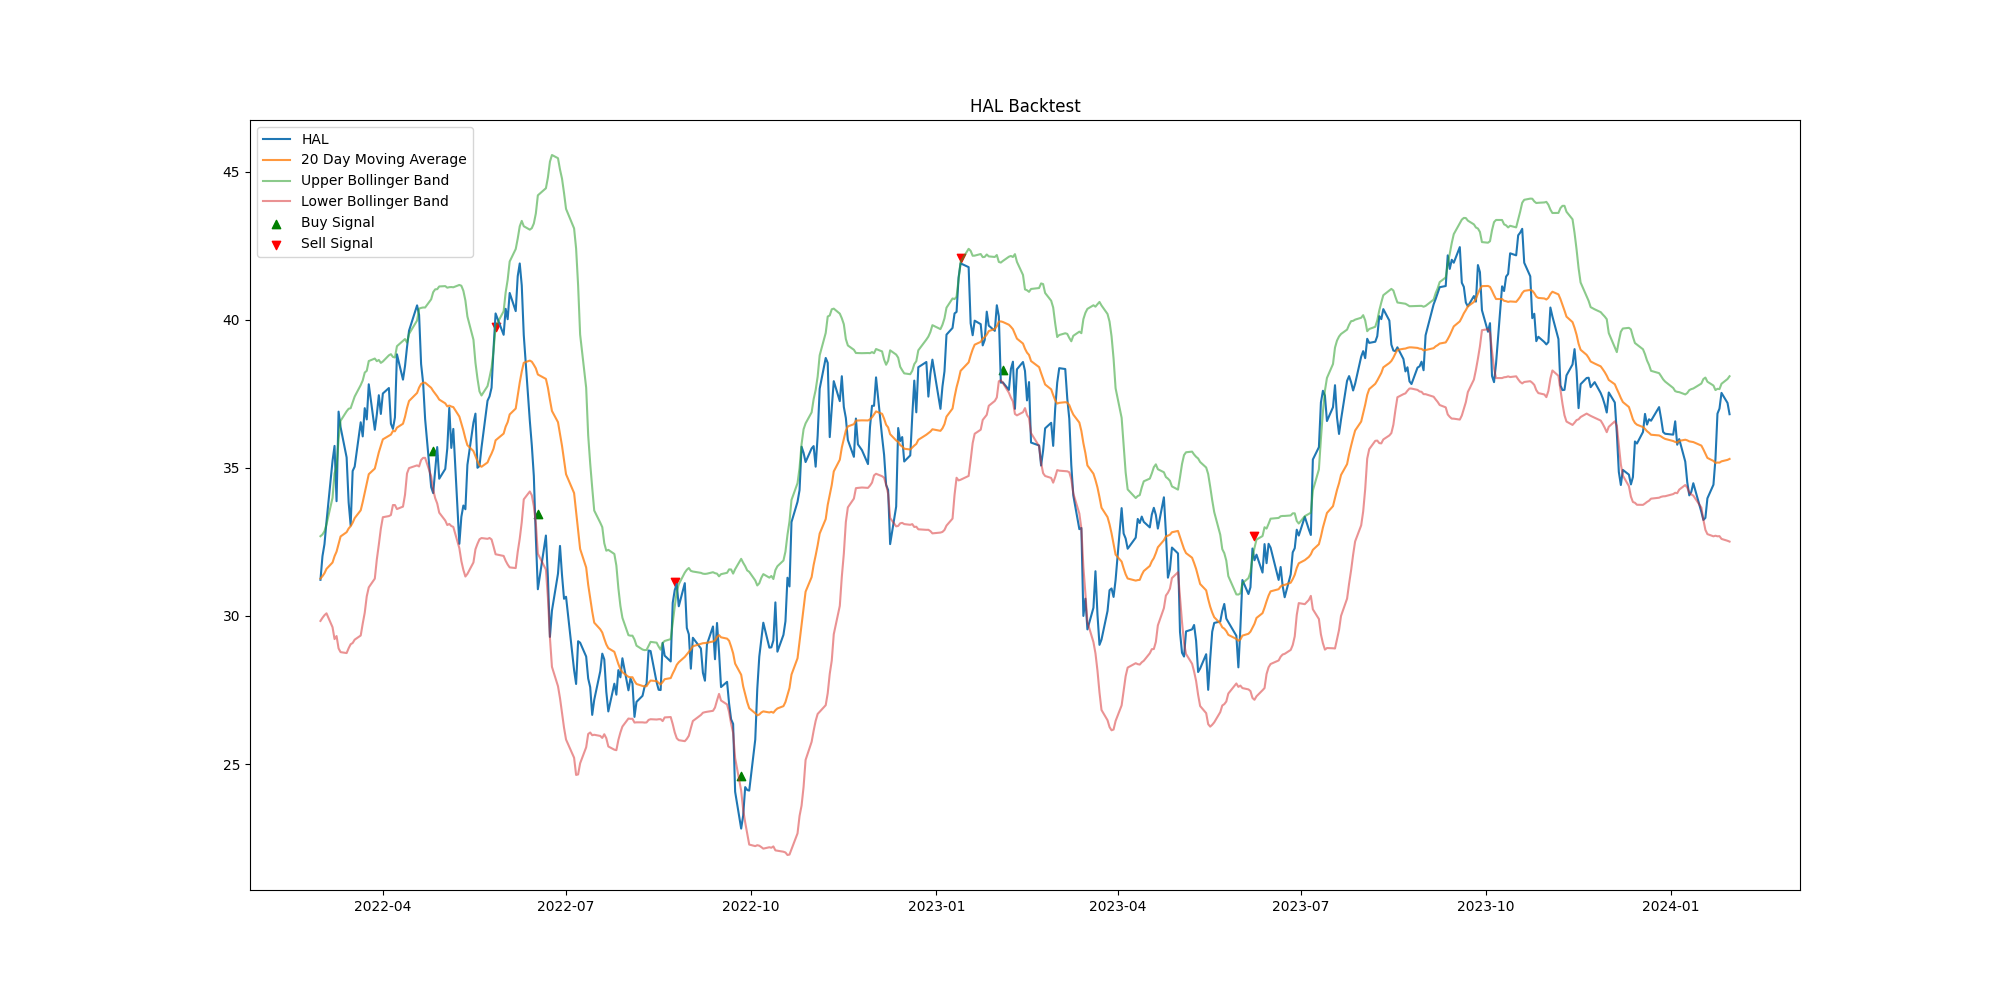 HAL Backtest
HAL
20 Day Moving Average
Upper Bollinger Band
Lower Bollinger Band
Buy Signal
Sell Signal
45
40
35
30
25
2022-04 2022-07 2022-10 2023-01 2023-04 2023-07 2023-10 2024-01